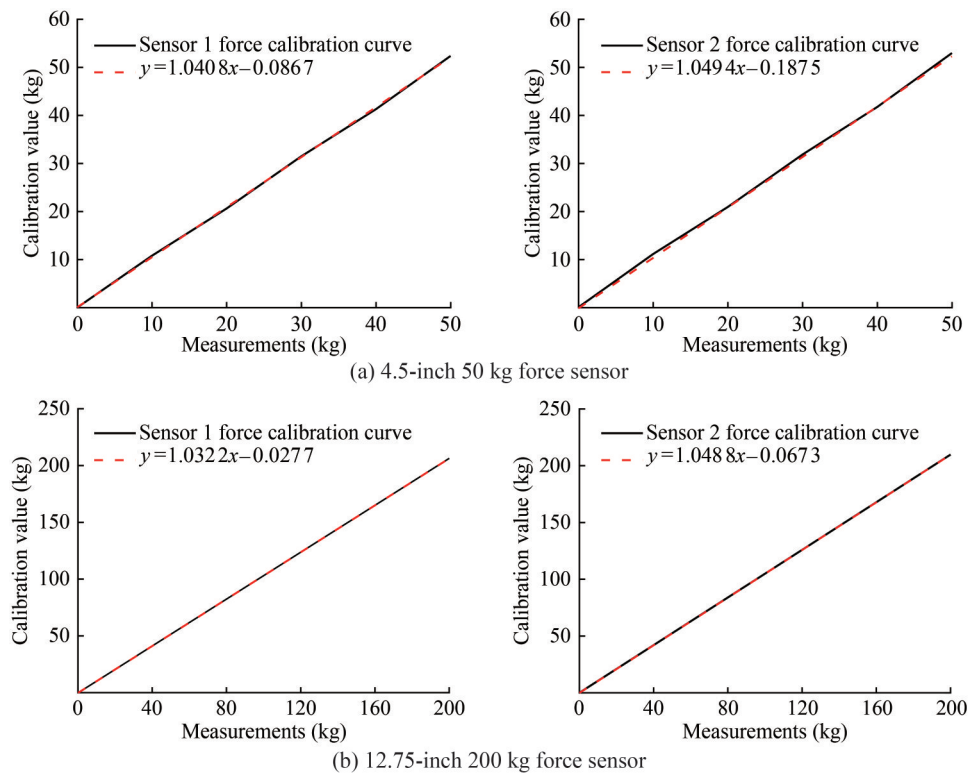 60
50
40
30
20
10
Calibration value (kg)
Sensor 1 force calibration curve
y=1.0408x–0.0867
0 10 20 30 40 50
Measurements (kg)
60
50
40
30
20
10
Calibration value (kg)
Sensor 2 force calibration curve
y=1.0494x–0.1875
0 10 20 30 40 50
Measurements (kg)
(a) 4.5-inch 50 kg force sensor
250
200
150
100
50
Calibration value (kg)
Sensor 1 force calibration curve
y=1.0322x–0.0277
0 40 80 120 160 200
Measurements (kg)
250
200
150
100
50
Calibration value (kg)
Sensor 2 force calibration curve
y=1.0488x–0.0673
0 40 80 120 160 200
Measurements (kg)
(b) 12.75-inch 200 kg force sensor